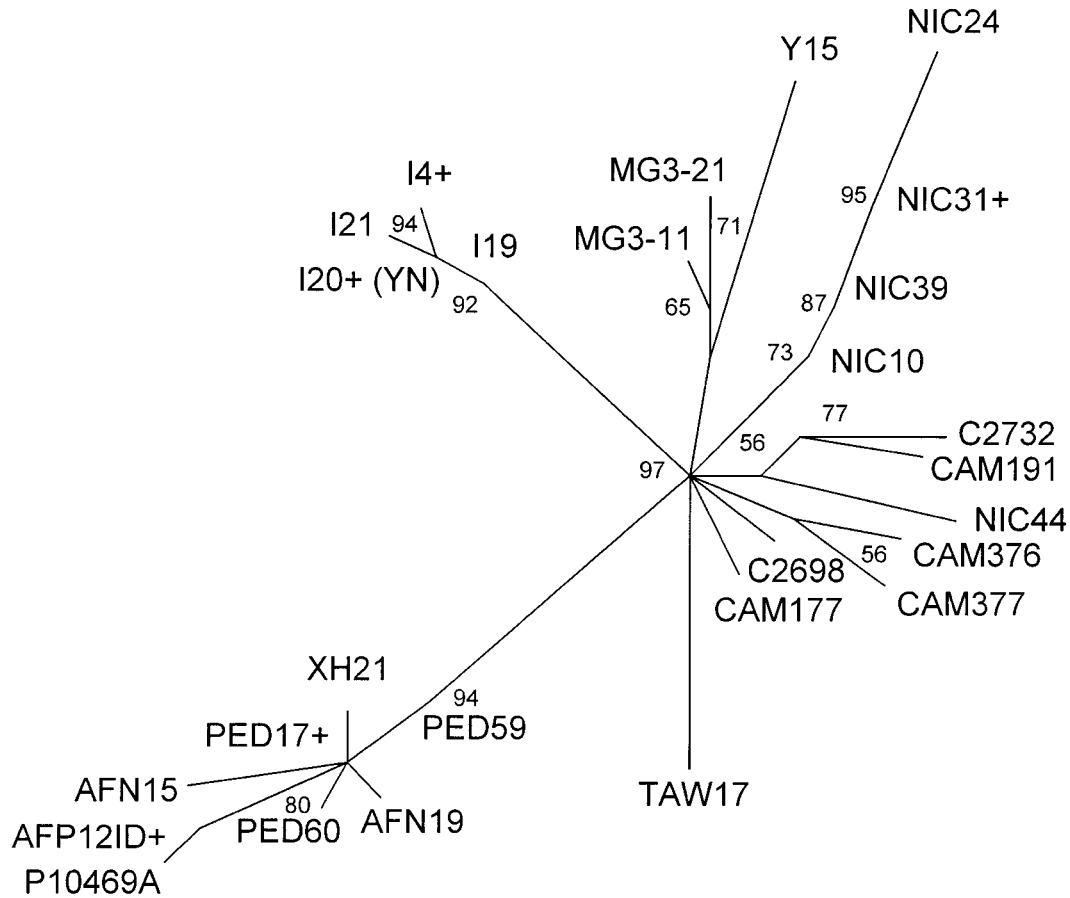 NIC24
Y15
MG3-21
I4+
95
NIC31+
I21
94
71
MG3-11
I19
I20+ (YN)
NIC39
92
65
87
73
NIC10
77
56
C2732
97
CAM191
NIC44
CAM376
56
C2698
CAM377
CAM177
XH21
94
PED59
PED17+
AFN15
TAW17
80
AFN19
PED60
AFP12ID+
P10469A